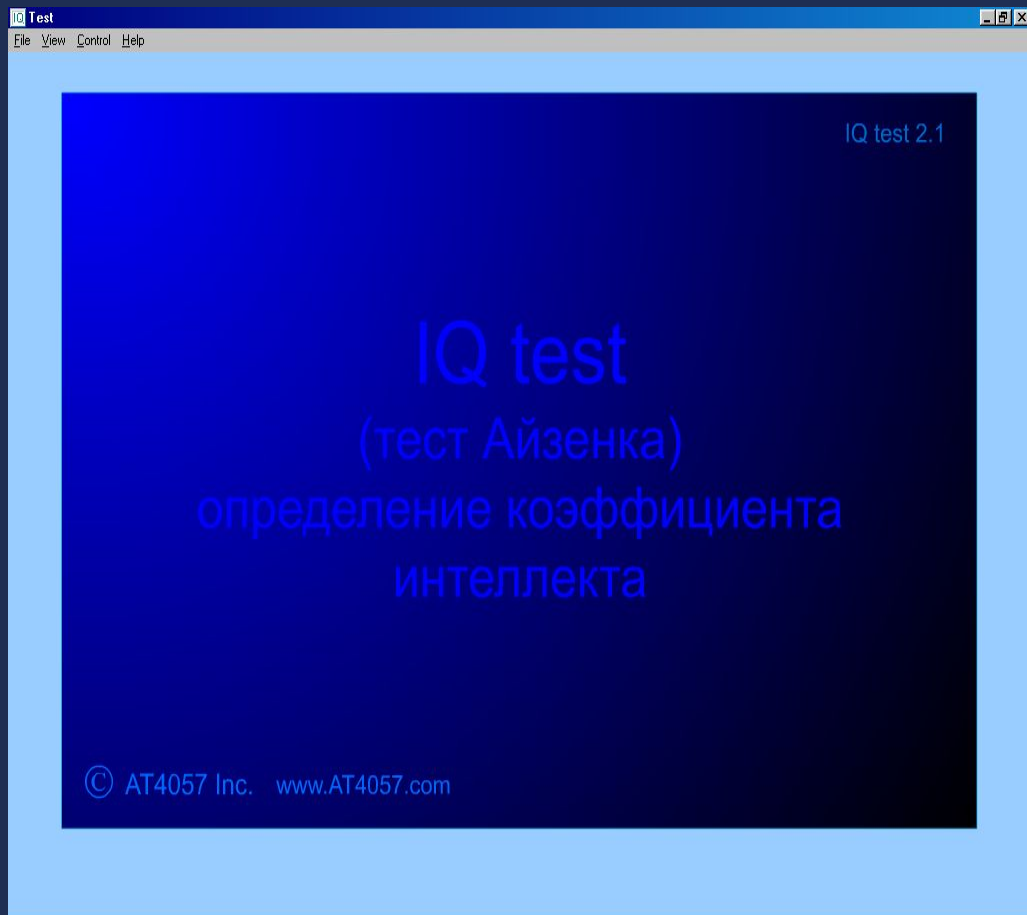 IQ Test
File View Control Help
IQ test 2.1
IQ test
(тест Айзенка)
определение коэффициента
интеллекта
© AT4057 Inc. www.AT4057.com